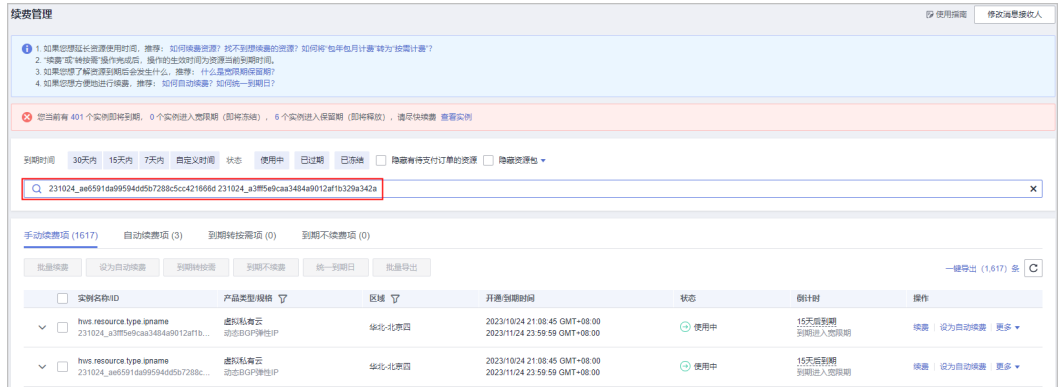 续费管理
使用指南 修改消息接收人
1. 如果您想延长资源使用时间，推荐： 如何续费资源？找不到想续费的资源？如何将“包年包月计费”转为“按需计费”？
2. “续费”或“转按需”操作完成后，操作的生效时间为资源当前到期时间。
3. 如果您想了解资源到期后会发生什么，推荐： 什么是宽限期保留期？
4. 如果您想方便地进行续费，推荐： 如何自动续费？如何统一到期日？
您当前有 401 个实例即将到期， 0 个实例进入宽限期（即将冻结）， 6 个实例进入保留期（即将释放），请尽快续费 查看实例
到期时间 30天内 15天内 7天内 自定义时间 状态 使用中 已过期 已冻结 隐藏有待支付订单的资源 隐藏资源包
231024_ae6591da99594dd5b7288c5cc421666d 231024_a3fff5e9caa3484a9012af1b329a342a
手动续费项 (1617) 自动续费项 (3) 到期转按需项 (0) 到期不续费项 (0)
批量续费 设为自动续费 到期转按需 到期不续费 统一到期日 批量导出 一键导出 (1,617) 条
实例名称/ID 产品类型/规格 区域 开通/到期时间 状态 倒计时 操作
hws.resource.type.ipname 虚拟私有云 华北-北京四 2023/10/24 21:08:45 GMT+08:00 使用中 15天后到期 续费 设为自动续费 更多
231024_a3fff5e9caa3484a9012af1b... 动态BGP弹性IP 2023/11/24 23:59:59 GMT+08:00 到期进入宽限期
hws.resource.type.ipname 虚拟私有云 华北-北京四 2023/10/24 21:08:45 GMT+08:00 使用中 15天后到期 续费 设为自动续费 更多
231024_ae6591da99594dd5b7288c... 动态BGP弹性IP 2023/11/24 23:59:59 GMT+08:00 到期进入宽限期